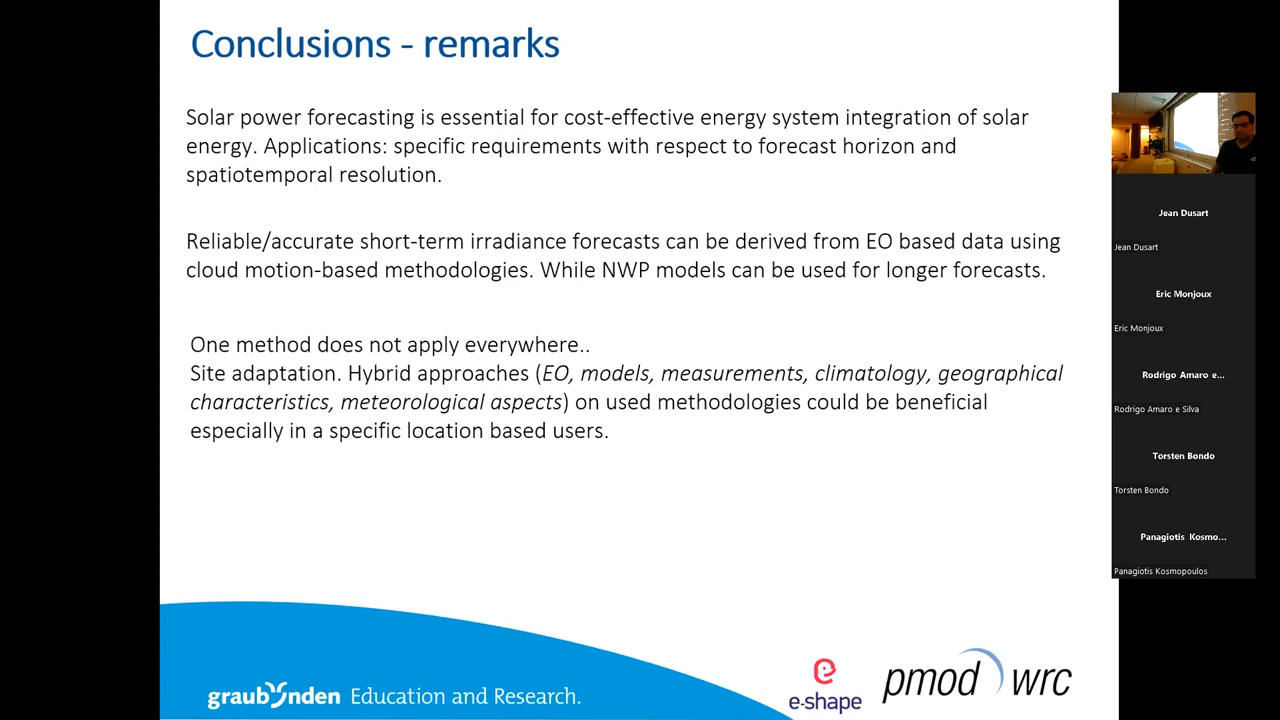 Conclusions - remarks
Solar power forecasting is essential for cost-effective energy system integration of solar
energy. Applications: specific requirements with respect to forecast horizon and
spatiotemporal resolution.
Reliable/accurate short-term irradiance forecasts can be derived from EO based data using
cloud motion-based methodologies. While NWP models can be used for longer forecasts.
One method does not apply everywhere..
Site adaptation. Hybrid approaches (EO, models, measurements, climatology, geographical
characteristics, meteorological aspects) on used methodologies could be beneficial
especially in a specific location based users.
graubünden Education and Research.
e-shape
pmod wrc
Jean Dusart
Jean Dusart
Eric Monjoux
Eric Monjoux
Rodrigo Amaro e...
Rodrigo Amaro e Silva
Torsten Bondo
Torsten Bondo
Panagiotis Kosmo...
Panagiotis Kosmopoulos